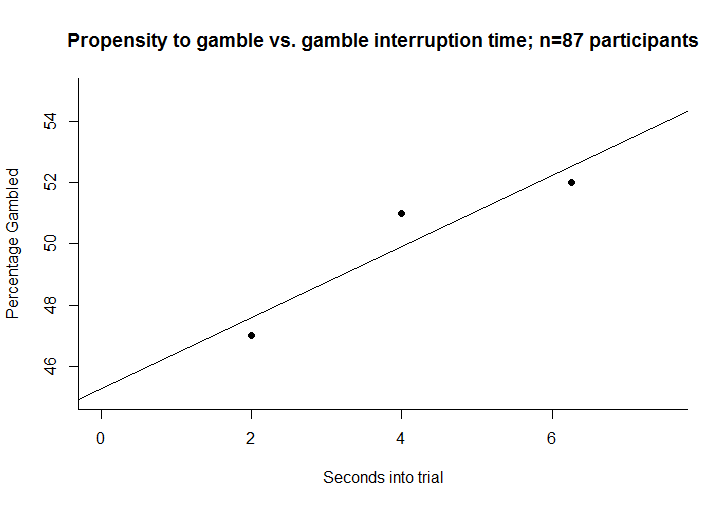 Propensity to gamble vs. gamble interruption time; n=87 participants
Percentage Gambled
54
52
50
48
46
0 2 4 6
Seconds into trial